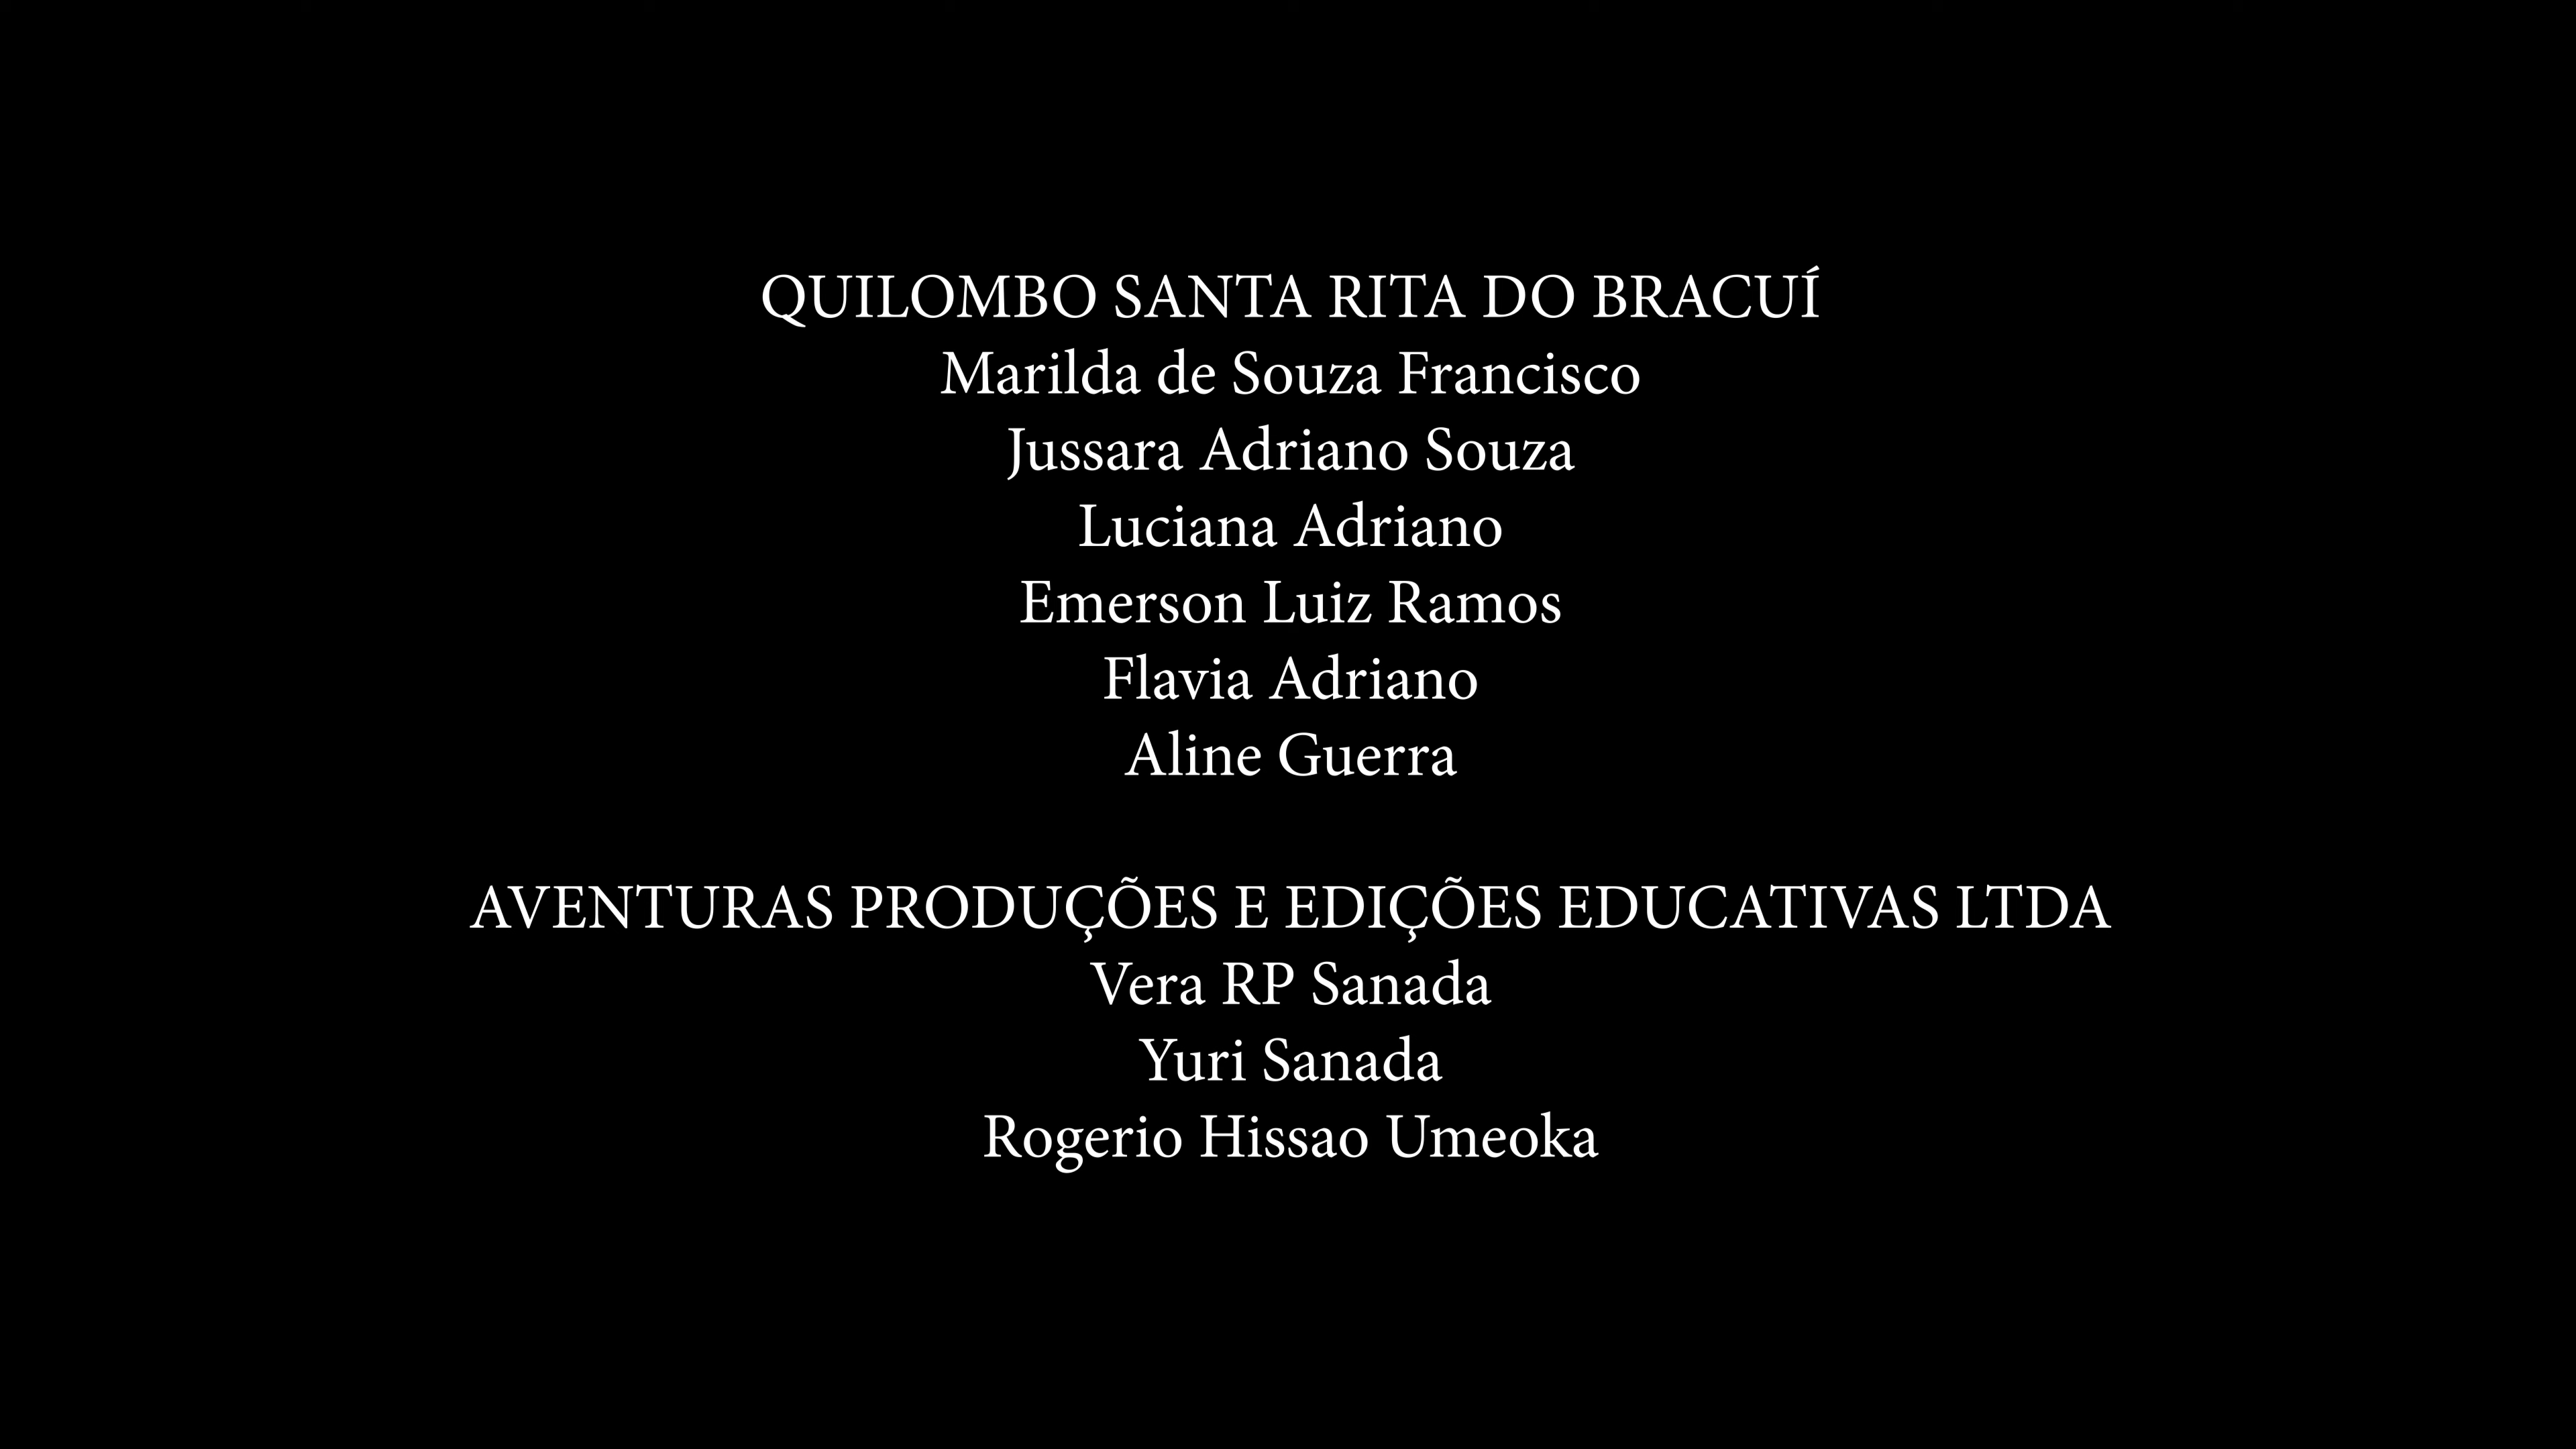 QUILOMBO SANTA RITA DO BRACUÍ
Marilda de Souza Francisco
Jussara Adriano Souza
Luciana Adriano
Emerson Luiz Ramos
Flavia Adriano
Aline Guerra
AVENTURAS PRODUÇÕES E EDIÇÕES EDUCATIVAS LTDA
Vera RP Sanada
Yuri Sanada
Rogerio Hissao Umeoka